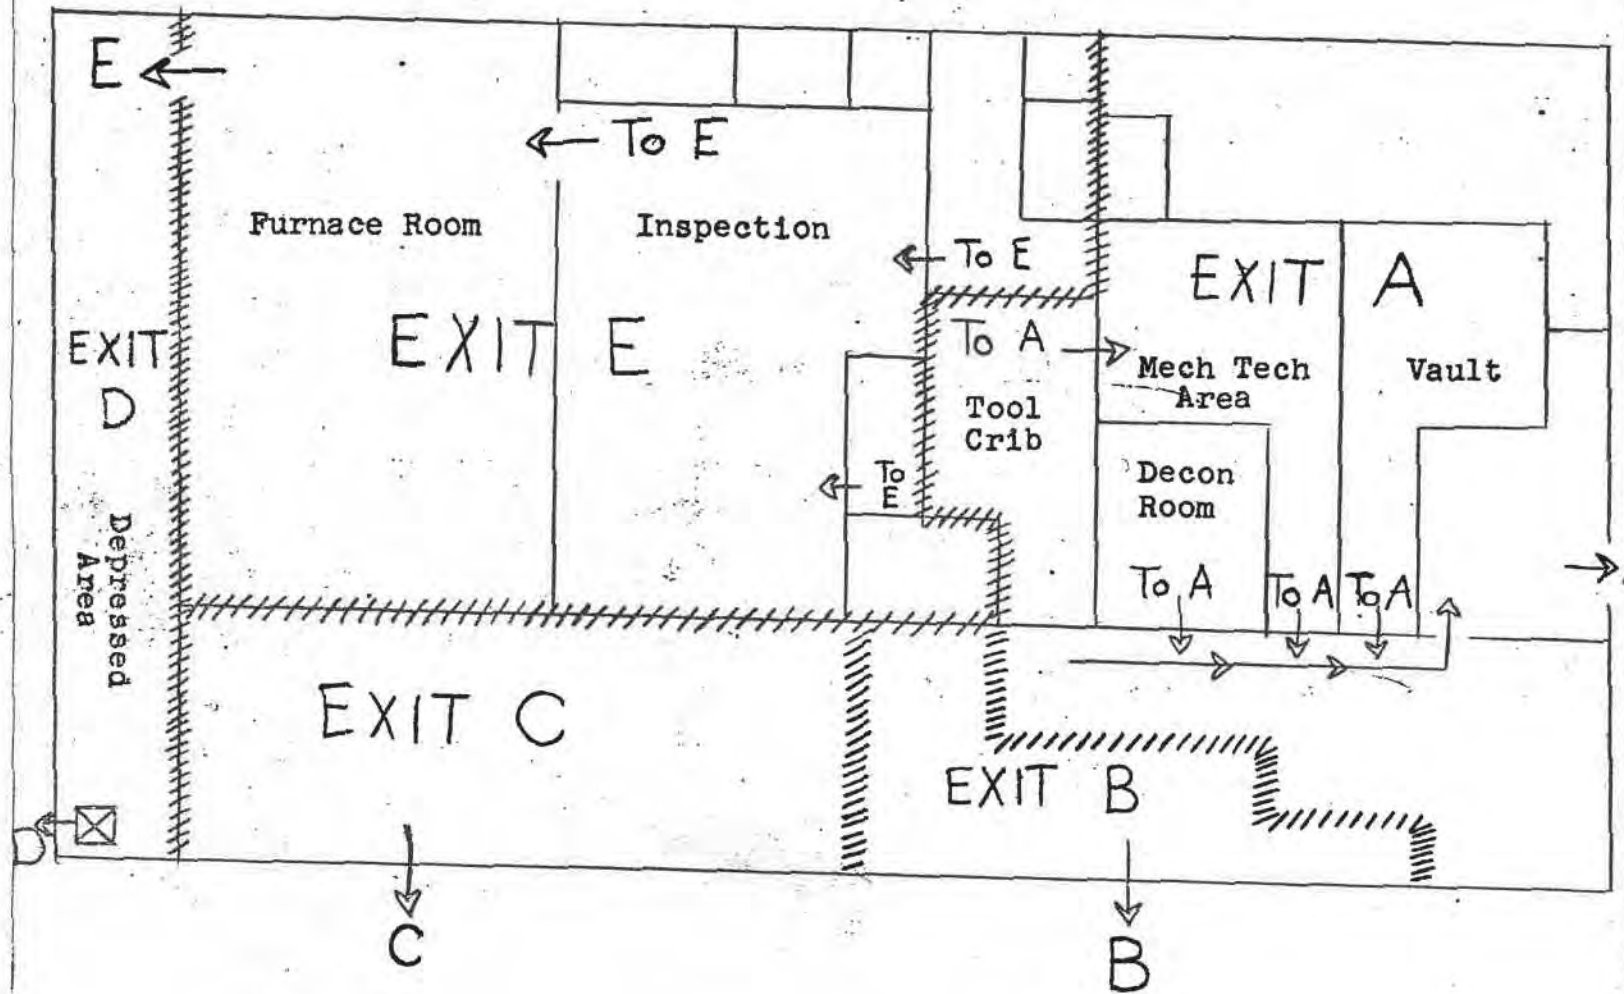 E
To E
Furnace Room
Inspection
To E
EXIT A
EXIT E
To A
EXIT
D
Mech Tech
Area
Vault
Tool
Crib
To
E
Decon
Room
Depressed
Area
To A
To A
To A
EXIT C
EXIT B
D
C
B